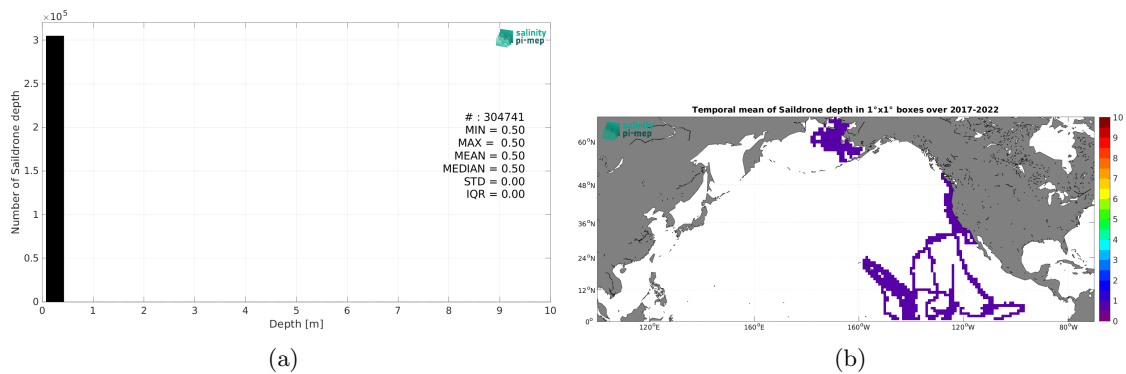 ×10⁵
3
2.5
2
1.5
1
0.5
0
Number of Saildrone depth
0 1 2 3 4 5 6 7 8 9 10
Depth [m]
salinity
pi-mep
# : 304741
MIN = 0.50
MAX = 0.50
MEAN = 0.50
MEDIAN = 0.50
STD = 0.00
IQR = 0.00
(a)
Temporal mean of Saildrone depth in 1°x1° boxes over 2017-2022
salinity
pi-mep
60°N
48°N
36°N
24°N
12°N
0°
120°E 160°E 160°W 120°W 80°W
10
9
8
7
6
5
4
3
2
1
0
(b)